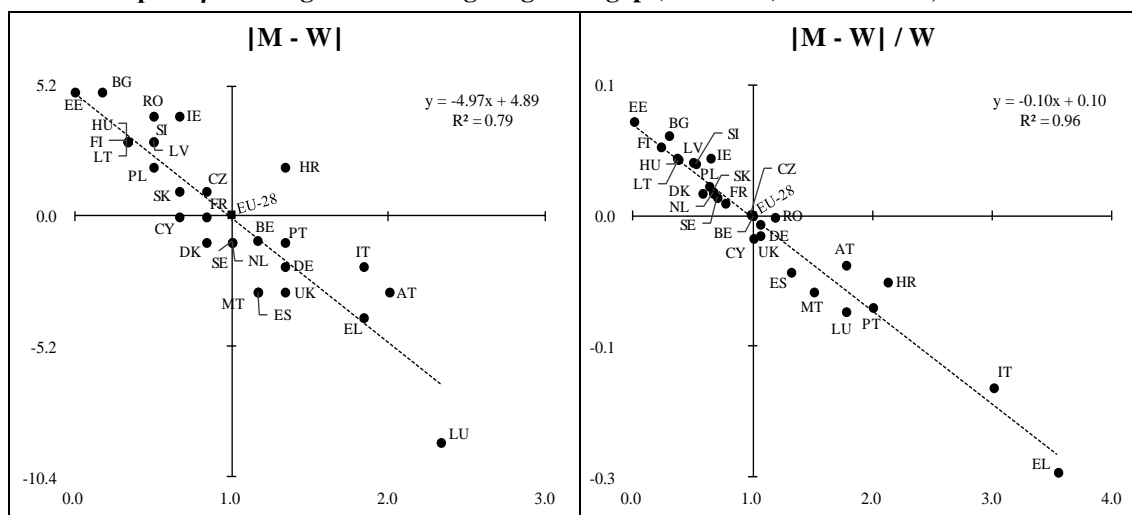 |M - W|
5.2
BG
EE
RO
IE
y = -4.97x + 4.89
R² = 0.79
HU
SI
FI
LT
LV
PL
HR
SK
CZ
FR
EU-28
0.0
CY
BE
PT
DK
SE
NL
DE
IT
MT
ES
UK
AT
EL
-5.2
LU
-10.4
0.0
1.0
2.0
3.0
|M - W| / W
0.1
EE
BG
SI
y = -0.10x + 0.10
R² = 0.96
FI
LV
IE
HU
PL
SK
CZ
LT
DK
FR
NL
EU-28
SE
0.0
RO
BE
DE
CY
UK
AT
ES
HR
MT
LU
PT
-0.1
IT
EL
-0.3
0.0
1.0
2.0
3.0
4.0